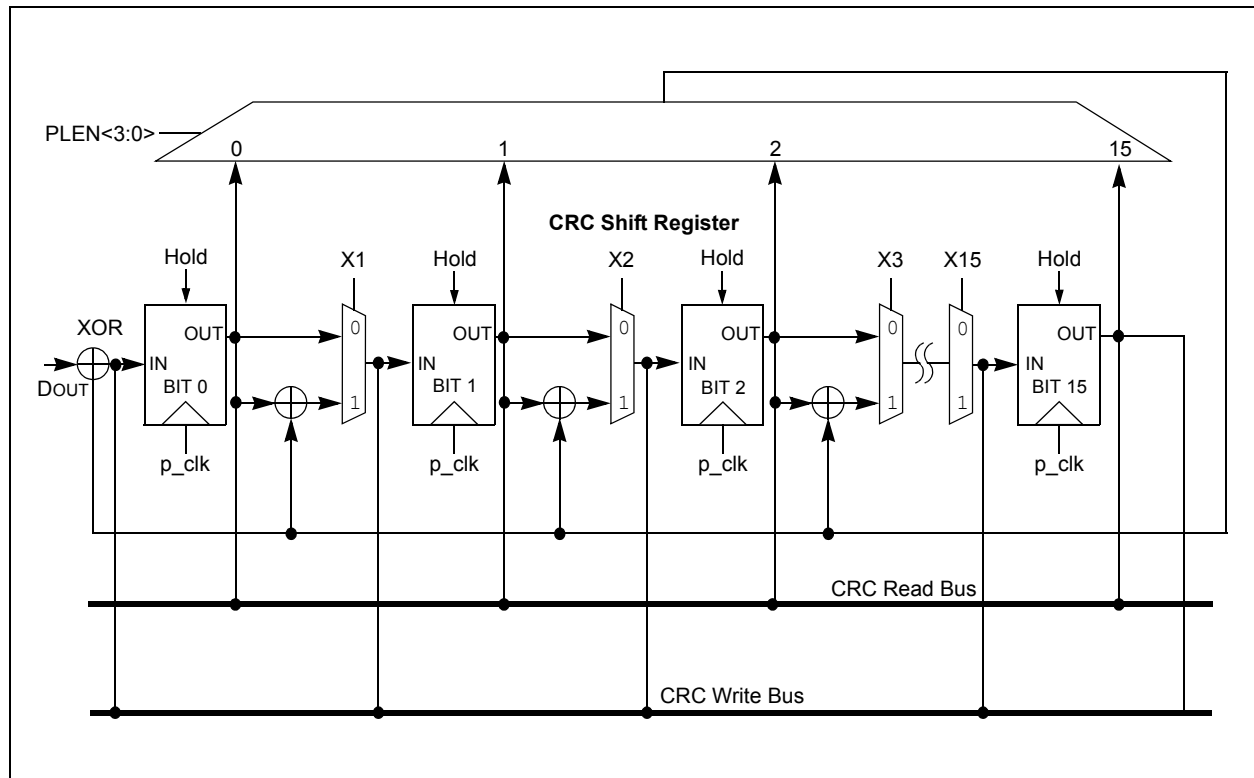 PLEN<3:0>
0 1 2 15
CRC Shift Register
Hold X1 Hold X2 Hold X3 X15 Hold
XOR
OUT 0 OUT 0 OUT 0 0 OUT
IN IN IN IN
DOUT
BIT 0 1 BIT 1 1 BIT 2 1 1 BIT 15
p_clk p_clk p_clk p_clk
CRC Read Bus
CRC Write Bus